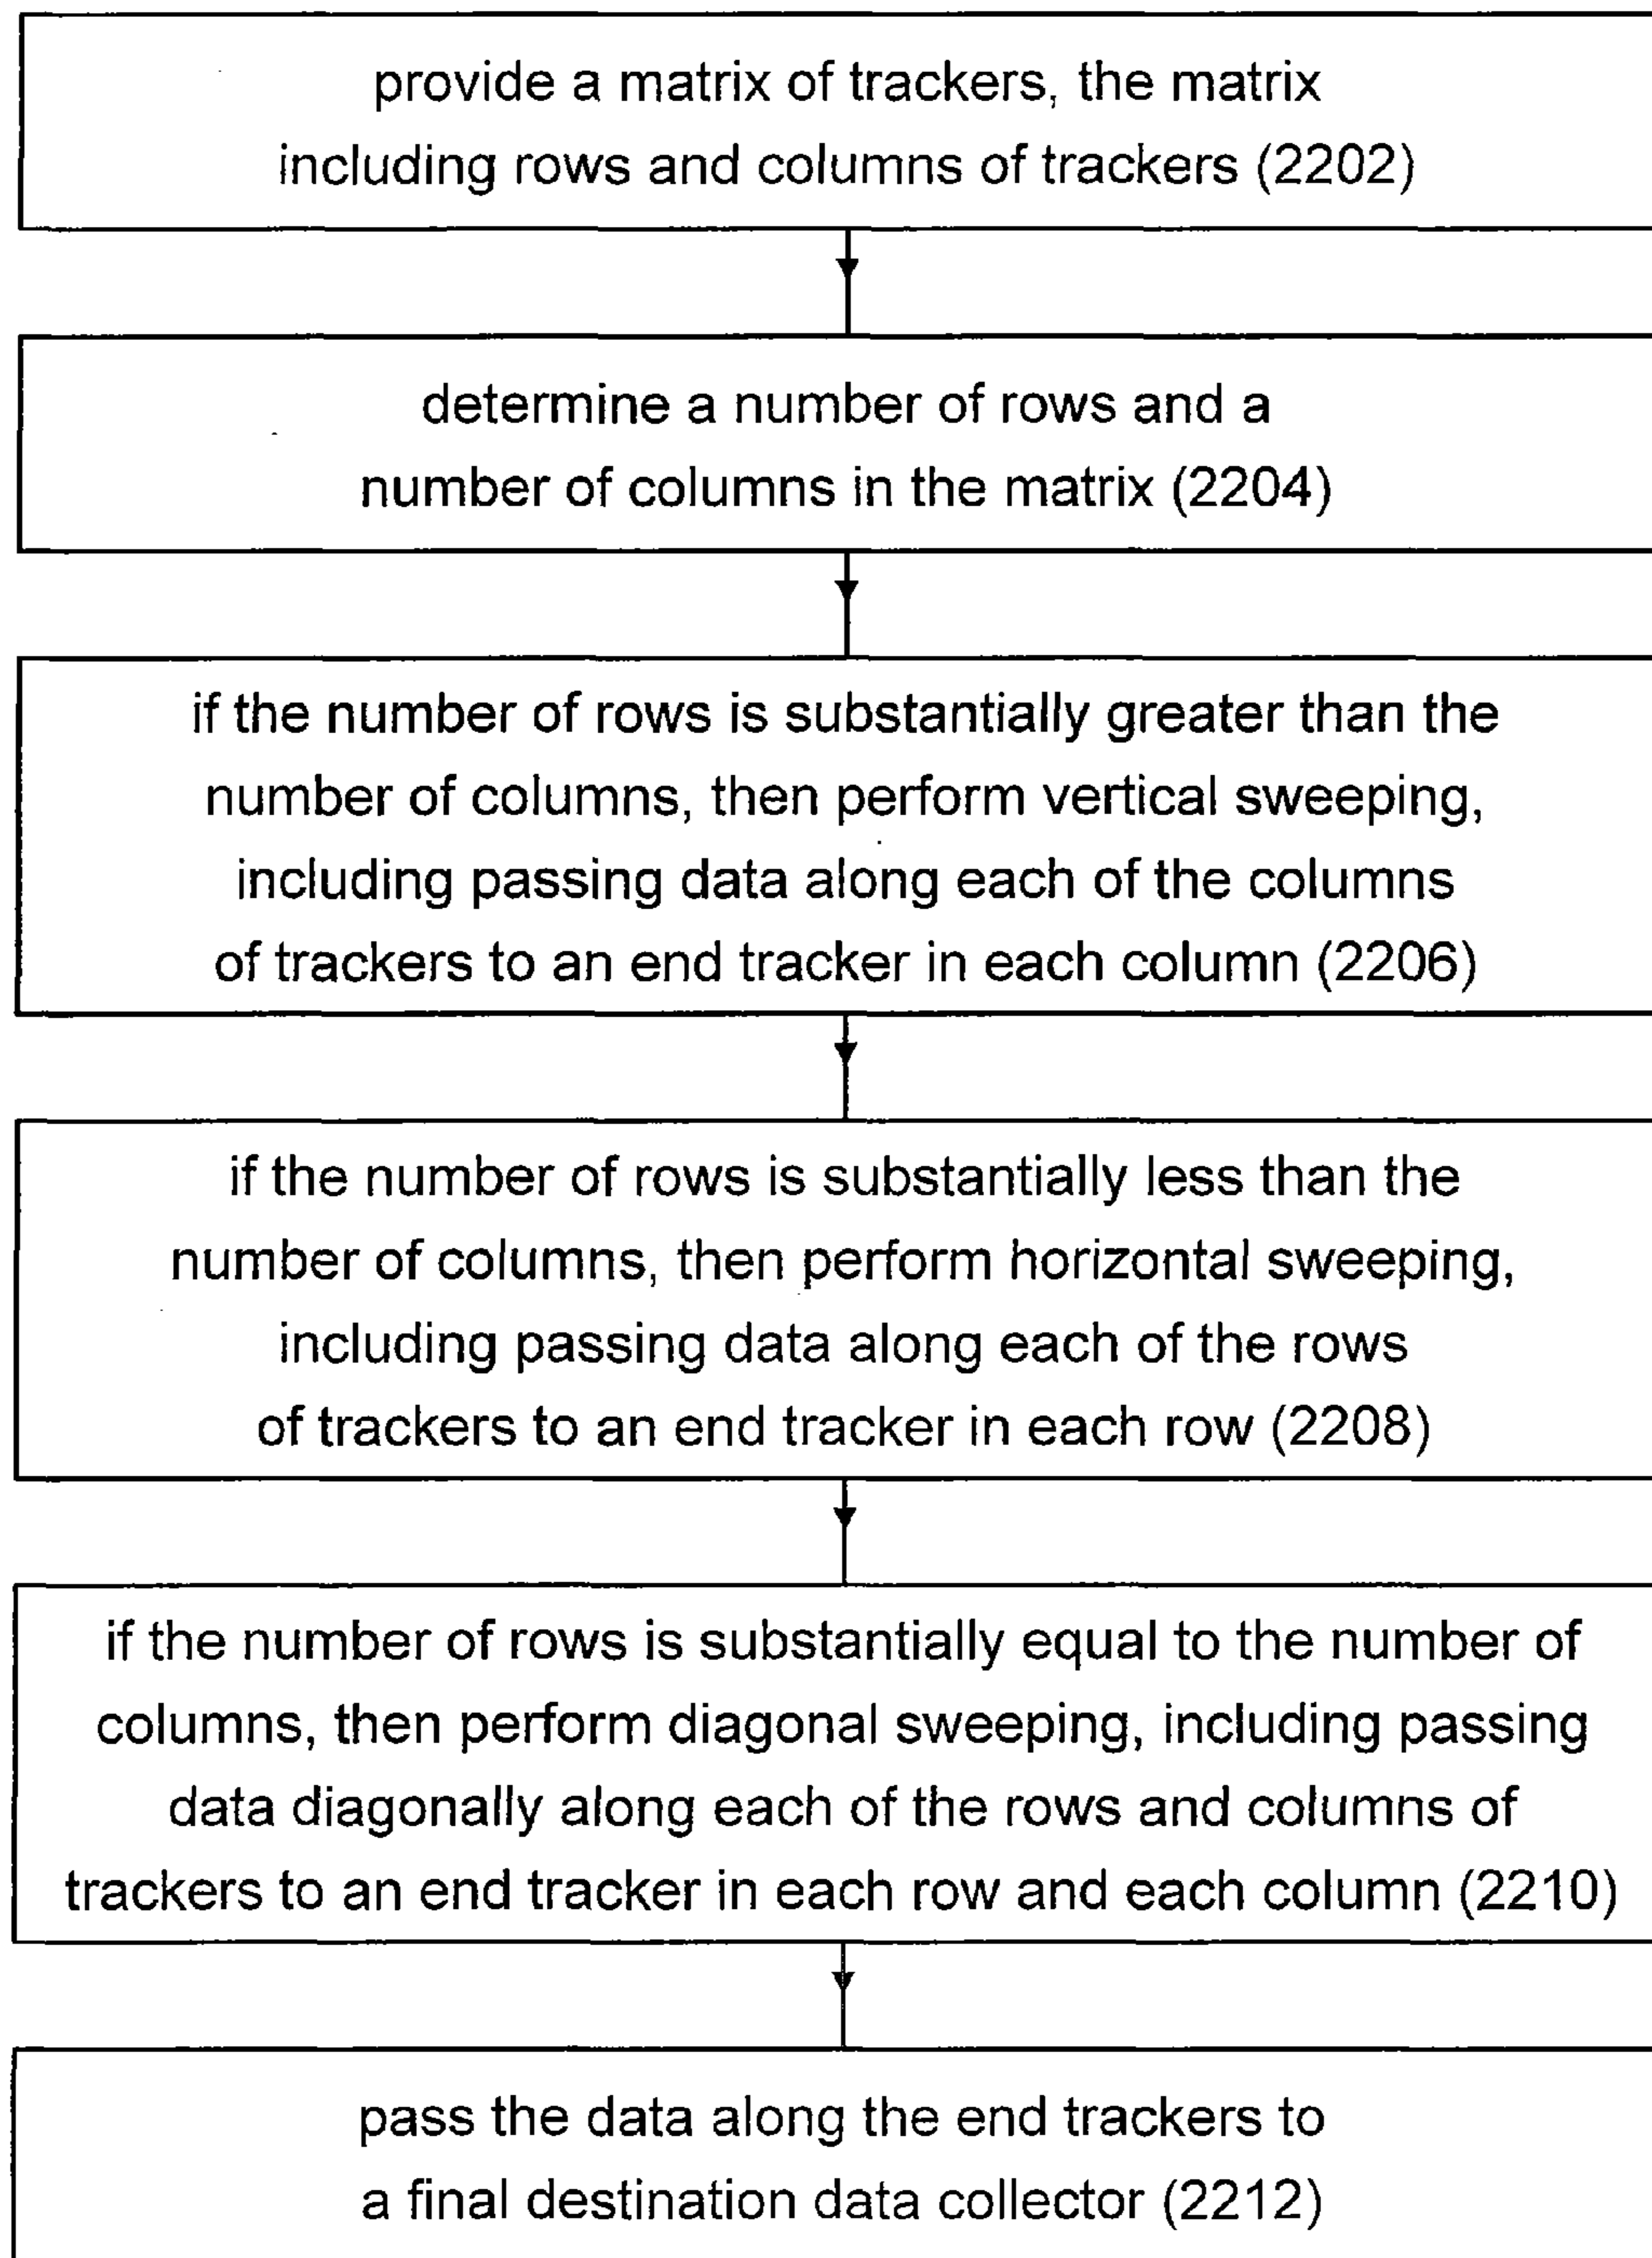 provide a matrix of trackers, the matrix
including rows and columns of trackers (2202)
determine a number of rows and a
number of columns in the matrix (2204)
if the number of rows is substantially greater than the
number of columns, then perform vertical sweeping,
including passing data along each of the columns
of trackers to an end tracker in each column (2206)
if the number of rows is substantially less than the
number of columns, then perform horizontal sweeping,
including passing data along each of the rows
of trackers to an end tracker in each row (2208)
if the number of rows is substantially equal to the number of
columns, then perform diagonal sweeping, including passing
data diagonally along each of the rows and columns of
trackers to an end tracker in each row and each column (2210)
pass the data along the end trackers to
a final destination data collector (2212)